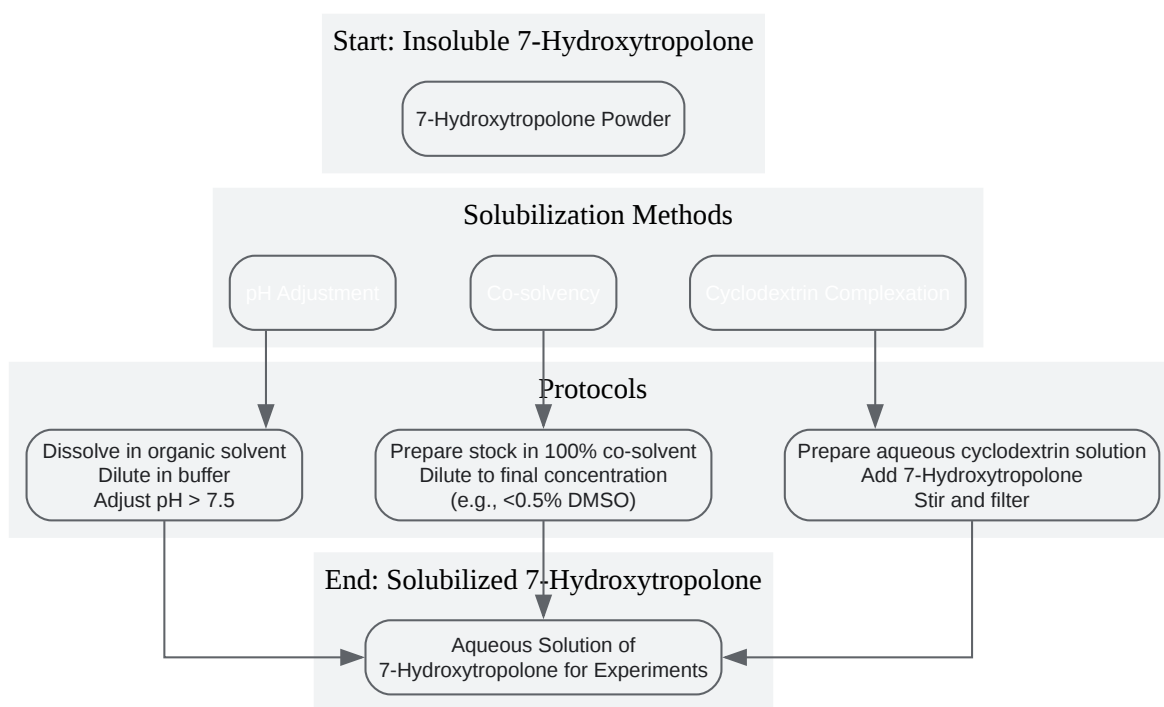 Start: Insoluble 7-Hydroxytropolone
7-Hydroxytropolone Powder
Solubilization Methods
pH Adjustment
Co-solvency
Cyclodextrin Complexation
Protocols
Dissolve in organic solvent
Dilute in buffer
Adjust pH > 7.5
Prepare stock in 100% co-solvent
Dilute to final concentration
(e.g., <0.5% DMSO)
Prepare aqueous cyclodextrin solution
Add 7-Hydroxytropolone
Stir and filter
End: Solubilized 7-Hydroxytropolone
Aqueous Solution of
7-Hydroxytropolone for Experiments